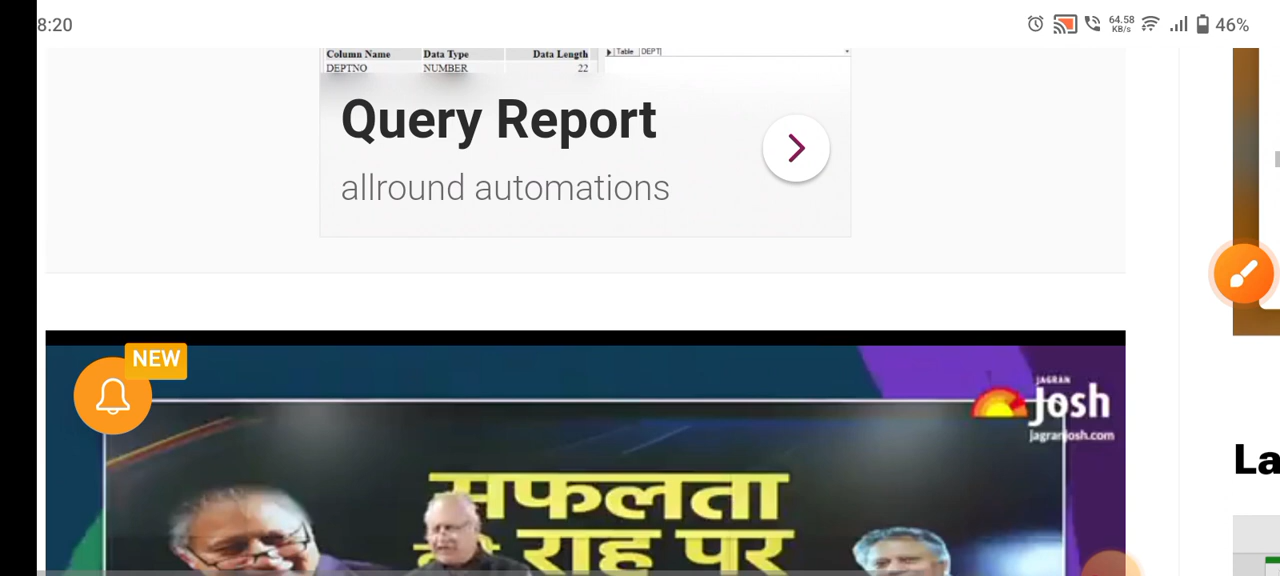 8:20
64.58
KB/s
46%
Column Name Data Type Data Length
DEPTNO NUMBER 22
Table DEPT
Query Report
allround automations
NEW
JAGRAN
Josh
jagranjosh.com
सफलता
की राह पर
La